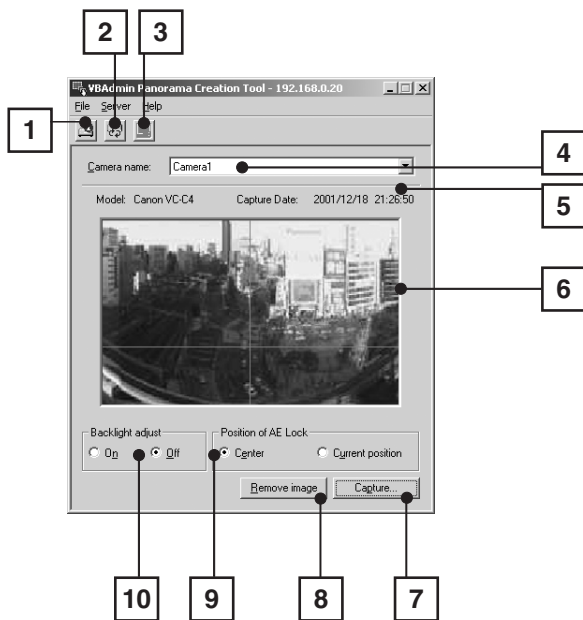 2 3
VBAdmin Panorama Creation Tool - 192.168.0.20
File Server Help
1
Camera name: Camera1
4
Model: Canon VC-C4 Capture Date: 2001/12/18 21:26:50
5
6
Backlight adjust Position of AE Lock
On Off Center Current position
Remove image Capture...
10 9 8 7